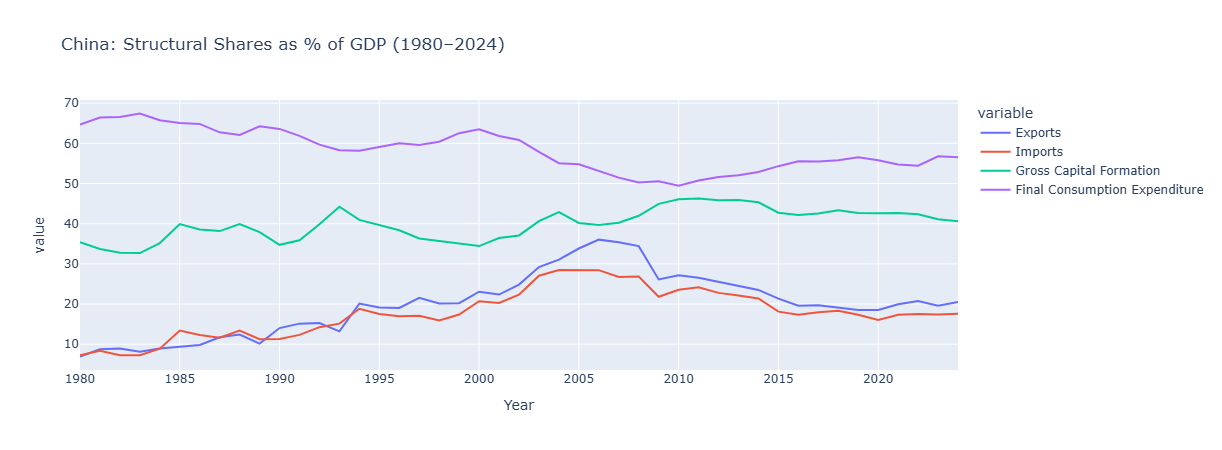 China: Structural Shares as % of GDP (1980–2024)
variable
Exports
Imports
Gross Capital Formation
Final Consumption Expenditure
value
70
60
50
40
30
20
10
1980 1985 1990 1995 2000 2005 2010 2015 2020
Year